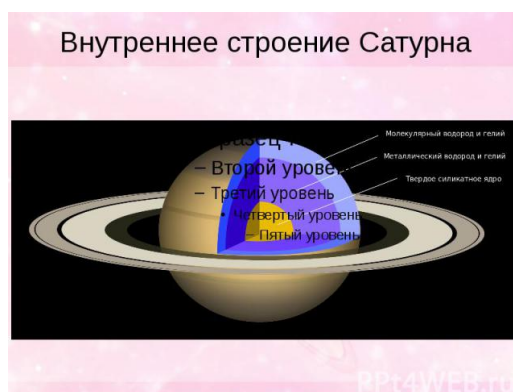 Внутреннее строение Сатурна
Молекулярный водород и гелий
Металлический водород и гелий
Твердое силикатное ядро
– Второй уровень
– Третий уровень
• Четвертый уровень
– Пятый уровень
PPt4WEB.ru